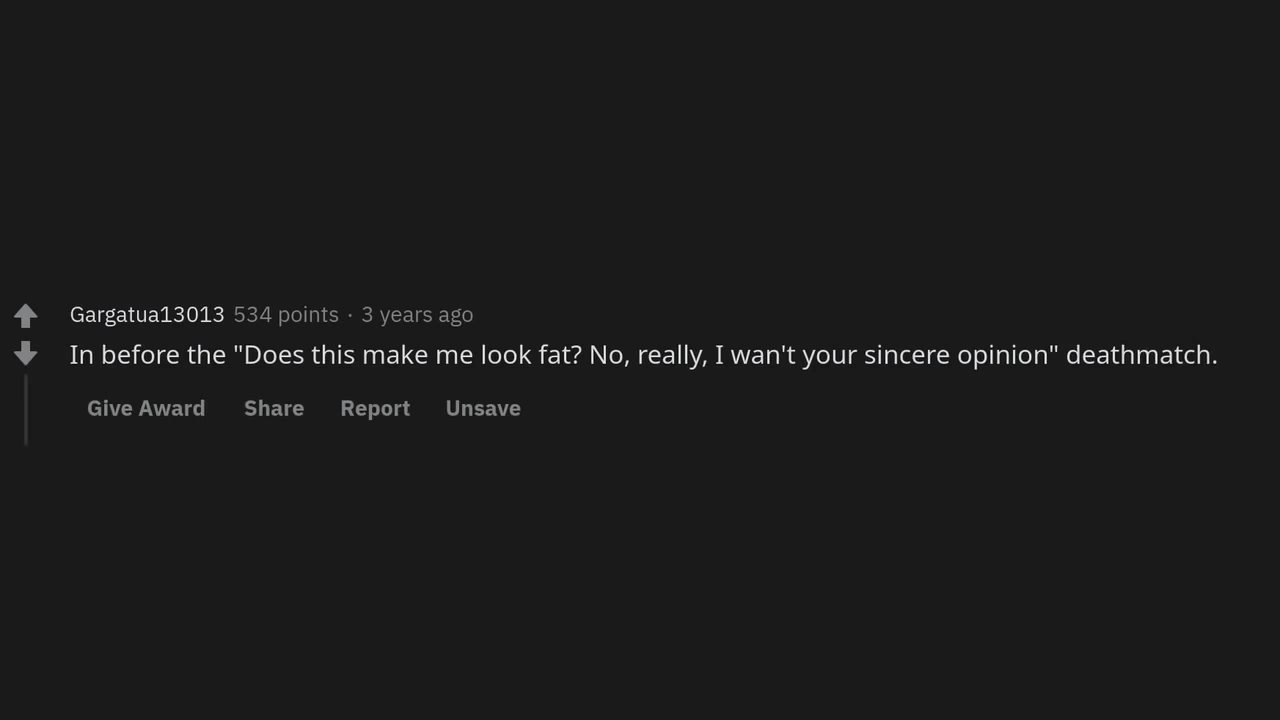 Gargatua13013 534 points · 3 years ago
In before the "Does this make me look fat? No, really, I wan't your sincere opinion" deathmatch.
Give Award Share Report Unsave